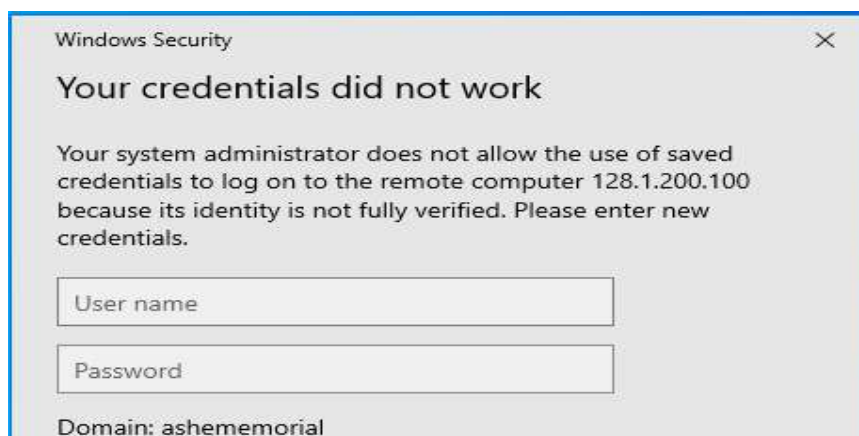 Windows Security
Your credentials did not work
Your system administrator does not allow the use of saved
credentials to log on to the remote computer 128.1.200.100
because its identity is not fully verified. Please enter new
credentials.
User name
Password
Domain: ashememorial